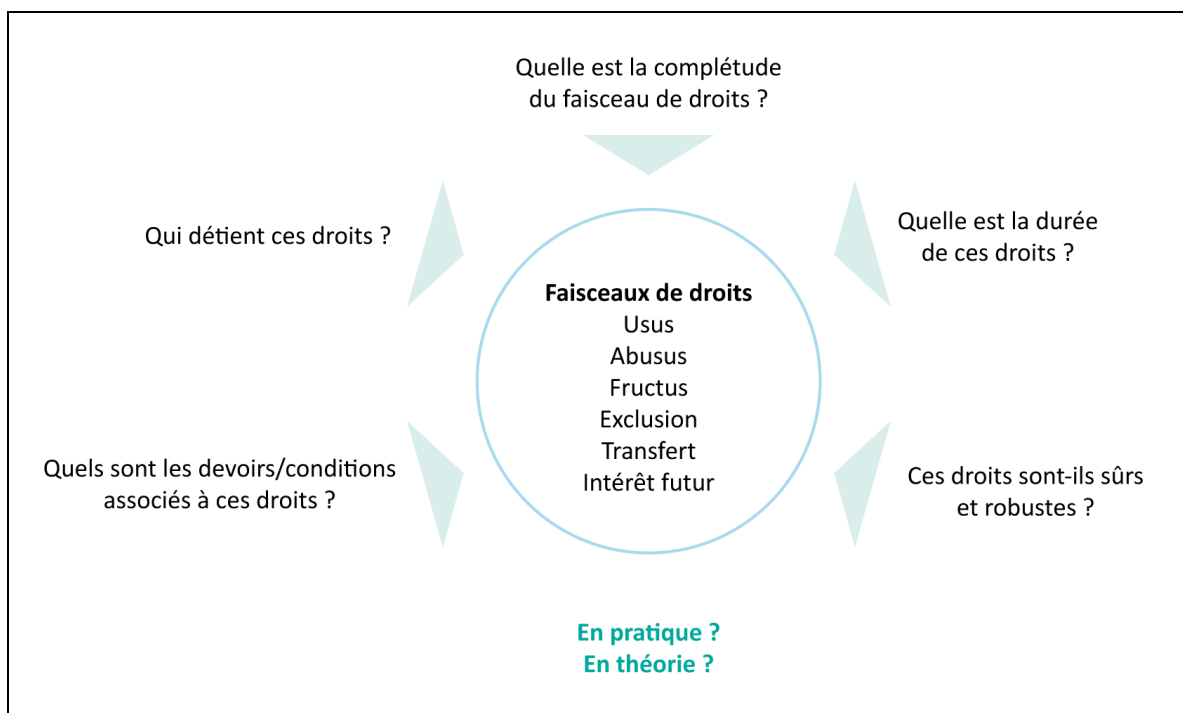 Quelle est la complétude
du faisceau de droits ?
Qui détient ces droits ?
Quelle est la durée
de ces droits ?
Faisceaux de droits
Usus
Abusus
Fructus
Exclusion
Transfert
Intérêt futur
Quels sont les devoirs/conditions
associés à ces droits ?
Ces droits sont-ils sûrs
et robustes ?
En pratique ?
En théorie ?